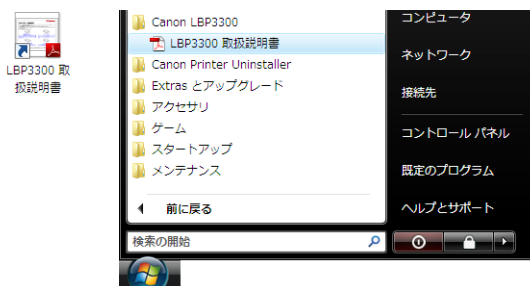 LBP3300 取
扱説明書
Canon LBP3300
LBP3300 取扱説明書
Canon Printer Uninstaller
Extras とアップグレード
アクセサリ
ゲーム
スタートアップ
メンテナンス
前に戻る
検索の開始
コンピュータ
ネットワーク
接続先
コントロール パネル
既定のプログラム
ヘルプとサポート